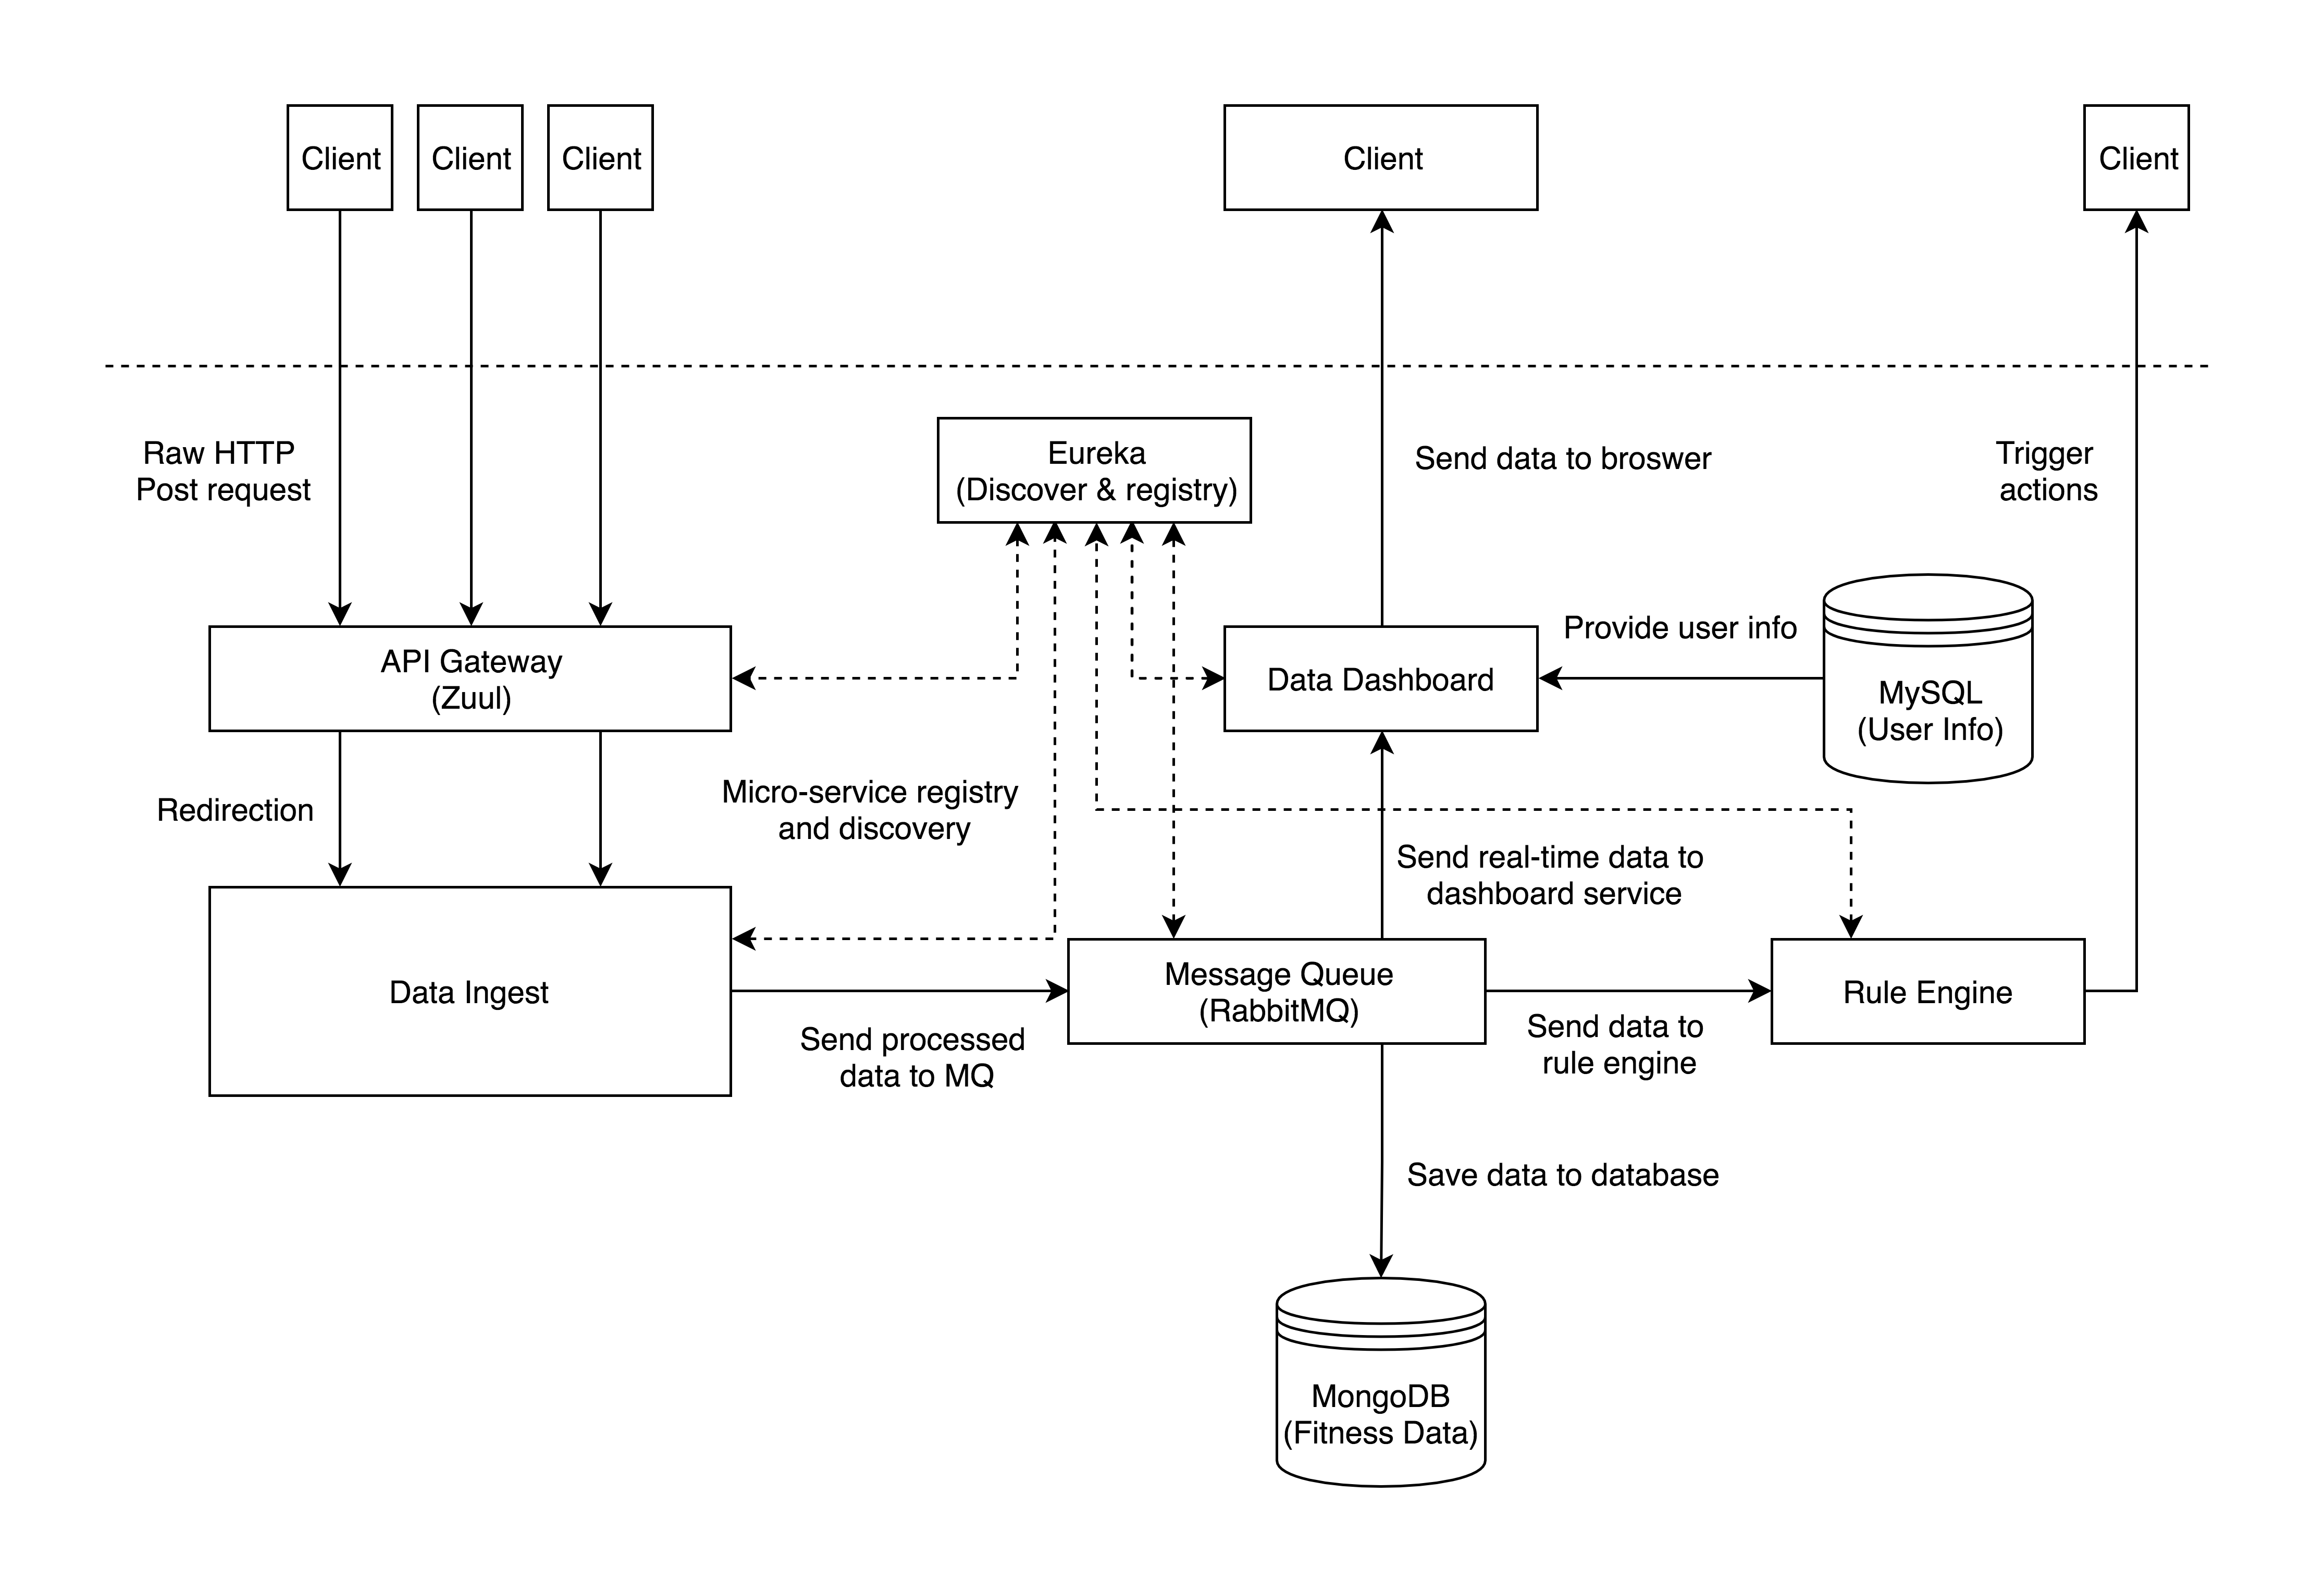 Client
Client
Client
Client
Client
Raw HTTP
Post request
Eureka
(Discover & registry)
Send data to broswer
Trigger
actions
API Gateway
(Zuul)
Data Dashboard
Provide user info
MySQL
(User Info)
Redirection
Micro-service registry
and discovery
Send real-time data to
dashboard service
Data Ingest
Send processed
data to MQ
Message Queue
(RabbitMQ)
Send data to
rule engine
Rule Engine
Save data to database
MongoDB
(Fitness Data)